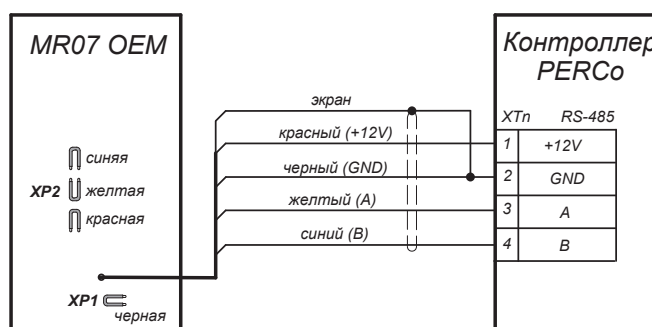 MR07 OEM
Контроллер
PERCo
экран
XTn RS-485
красный (+12V)
1 +12V
синяя
черный (GND)
2 GND
XP2 желтая
желтый (A)
3 A
красная
синий (B)
4 B
XP1
черная